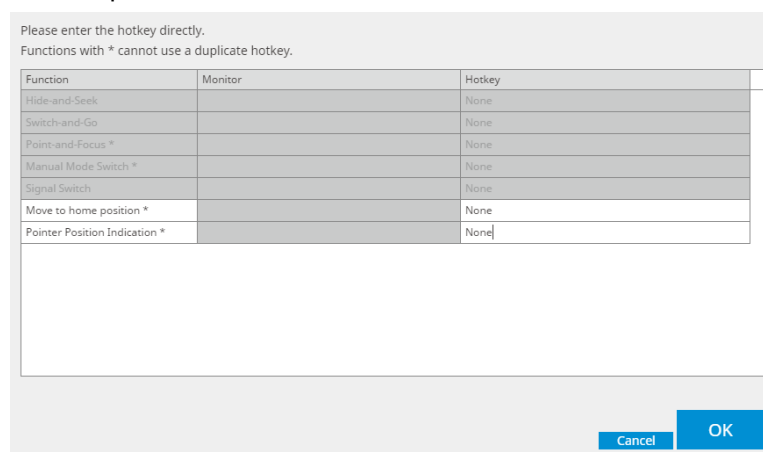 Please enter the hotkey directly.
Functions with * cannot use a duplicate hotkey.
Function Monitor Hotkey
Hide-and-Seek None
Switch-and-Go None
Point-and-Focus * None
Manual Mode Switch * None
Signal Switch None
Move to home position * None
Pointer Position Indication * None
Cancel OK